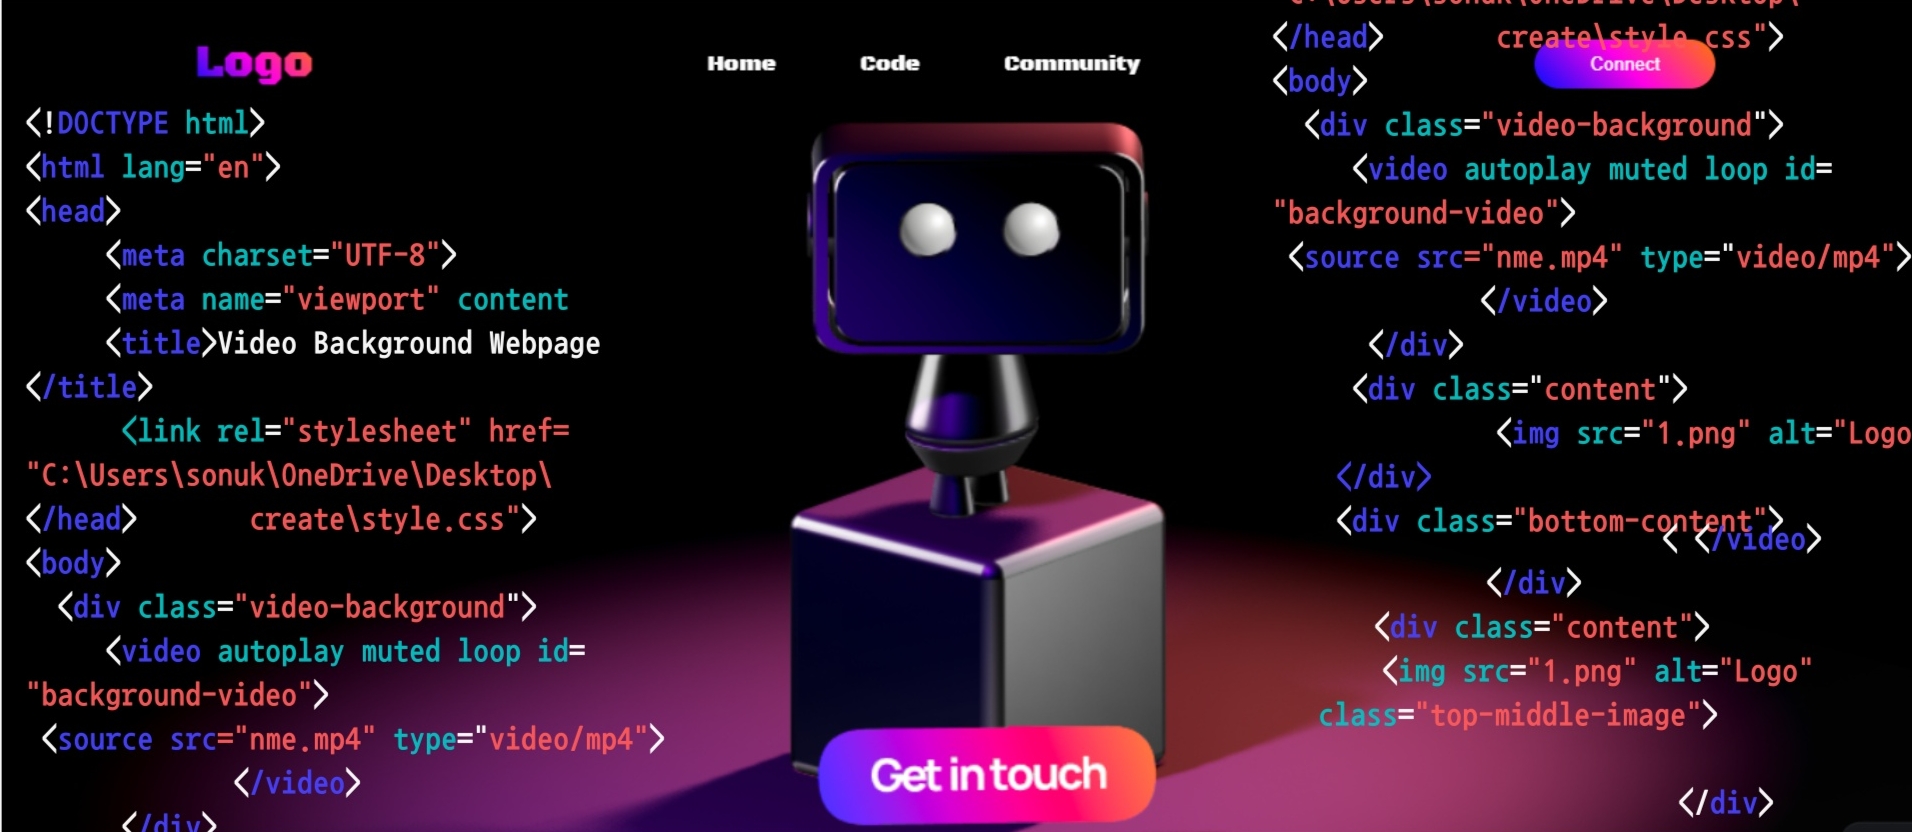 Logo
Home Code Community
Connect
<!DOCTYPE html>
<html lang="en">
<head>
<meta charset="UTF-8">
<meta name="viewport" content
<title>Video Background Webpage
</title>
<link rel="stylesheet" href=
"C:\Users\sonuk\OneDrive\Desktop\
</head> create\style.css">
<body>
<div class="video-background">
<video autoplay muted loop id=
"background-video">
<source src="nme.mp4" type="video/mp4">
</video>
</div>
Get in touch
"C:\Users\sonuk\OneDrive\Desktop\
</head> create\style.css">
<body>
<div class="video-background">
<video autoplay muted loop id=
"background-video">
<source src="nme.mp4" type="video/mp4">
</video>
</div>
<div class="content">
<img src="1.png" alt="Logo
</div>
<div class="bottom-content">
< </video>
</div>
<div class="content">
<img src="1.png" alt="Logo"
class="top-middle-image">
</div>